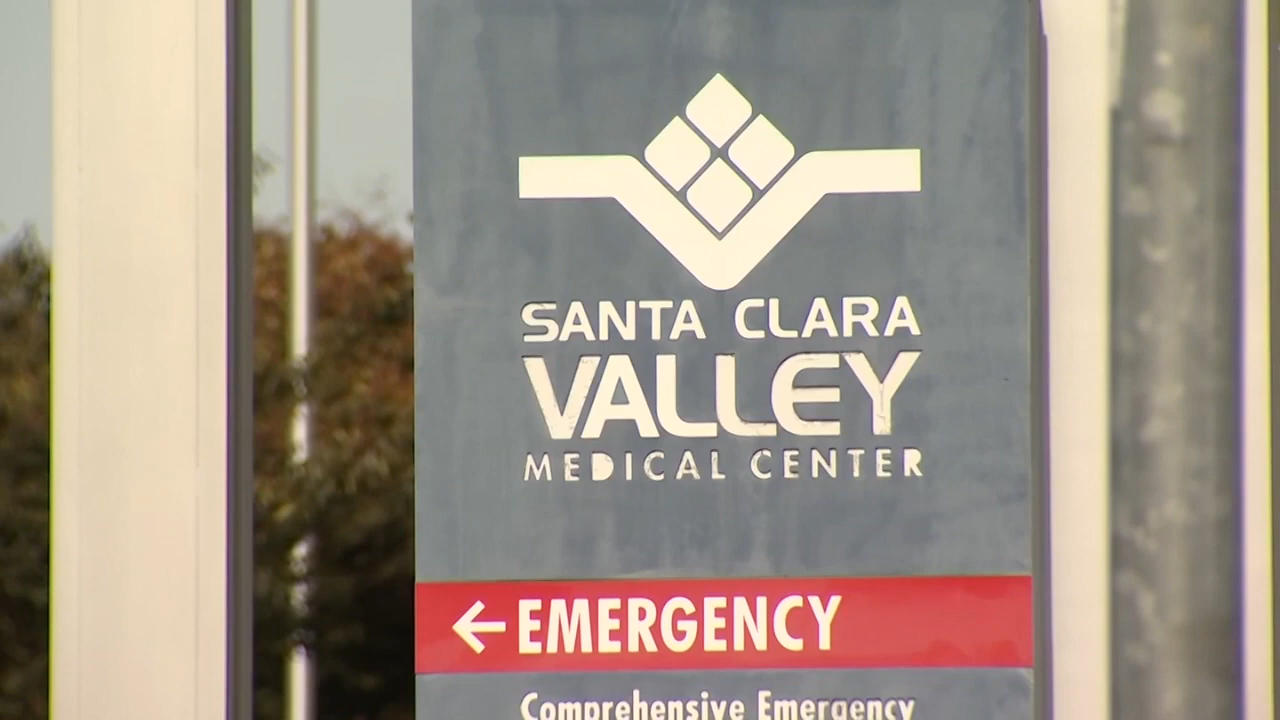 SANTA CLARA
VALLEY
MEDICAL CENTER
← EMERGENCY
Comprehensive Emergency